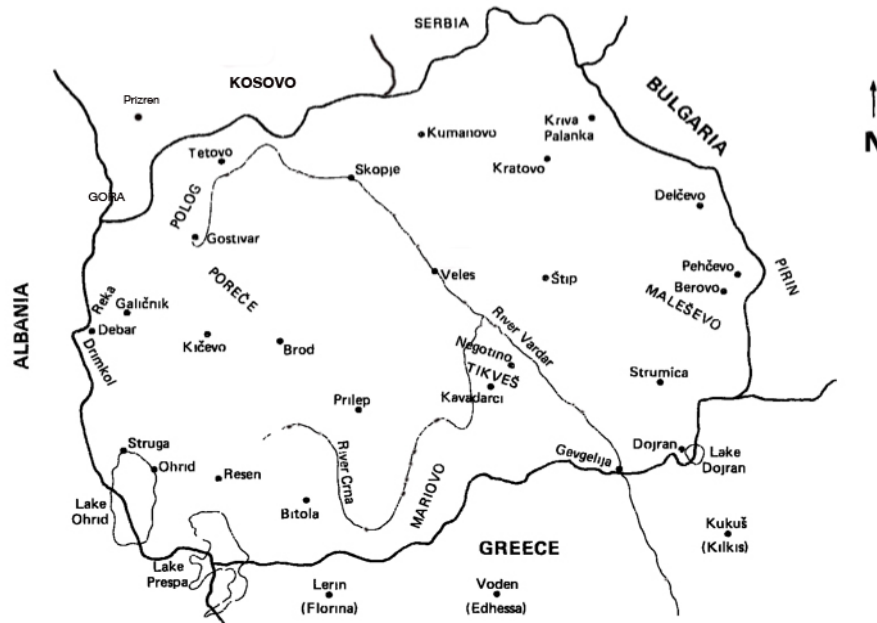 SERBIA
KOSOVO
Prizren
BULGARIA
N
Kumanovo
Kriva
Palanka
Tetovo
Skopje
Kratovo
GORA
POLOG
Delčevo
Gostivar
Veles
Štip
Pehčevo
Berovo
PIRIN
POREČE
MALEŠEVO
ALBANIA
Reka
Galičnik
Debar
Drimkol
Kičevo
Brod
River Vardar
Negotino
TIKVEŠ
Kavadarci
Strumica
Prilep
Struga
Ohrid
Resen
River Crna
MARIOVO
Gevgelija
Dojran
Lake
Dojran
Lake
Ohrid
Bitola
Kukuš
(Kilkis)
GREECE
Lake
Prespa
Lerin
(Florina)
Voden
(Edhessa)